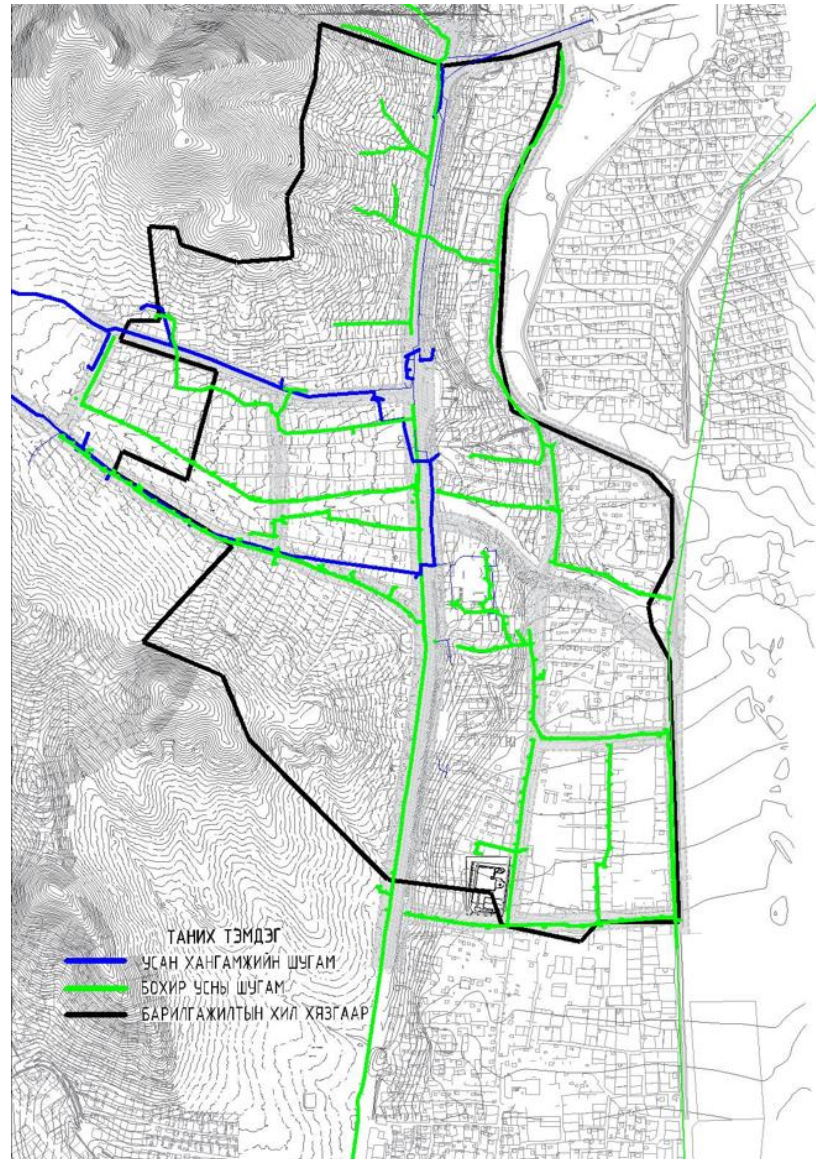 ТАНИХ ТЭМДЭГ
УСАН ХАНГАМЖИЙН ШУГАМ
БОХИР УСНЫ ШУГАМ
БАРИЛГАЖИЛТЫН ХИЛ ХЯЗГААР